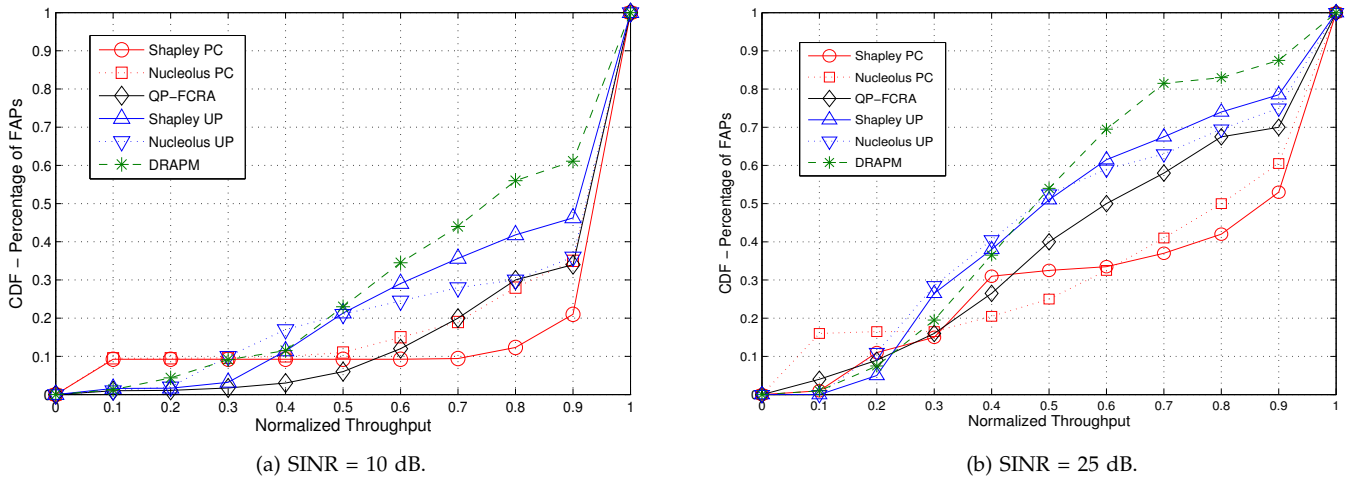 CDF − Percentage of FAPs
1
0.9
0.8
0.7
0.6
0.5
0.4
0.3
0.2
0.1
0
Shapley PC
Nucleolus PC
QP−FCRA
Shapley UP
Nucleolus UP
DRAPM
0 0.1 0.2 0.3 0.4 0.5 0.6 0.7 0.8 0.9 1
Normalized Throughput
(a) SINR = 10 dB.
CDF − Percentage of FAPs
1
0.9
0.8
0.7
0.6
0.5
0.4
0.3
0.2
0.1
0
Shapley PC
Nucleolus PC
QP−FCRA
Shapley UP
Nucleolus UP
DRAPM
0 0.1 0.2 0.3 0.4 0.5 0.6 0.7 0.8 0.9 1
Normalized Throughput
(b) SINR = 25 dB.